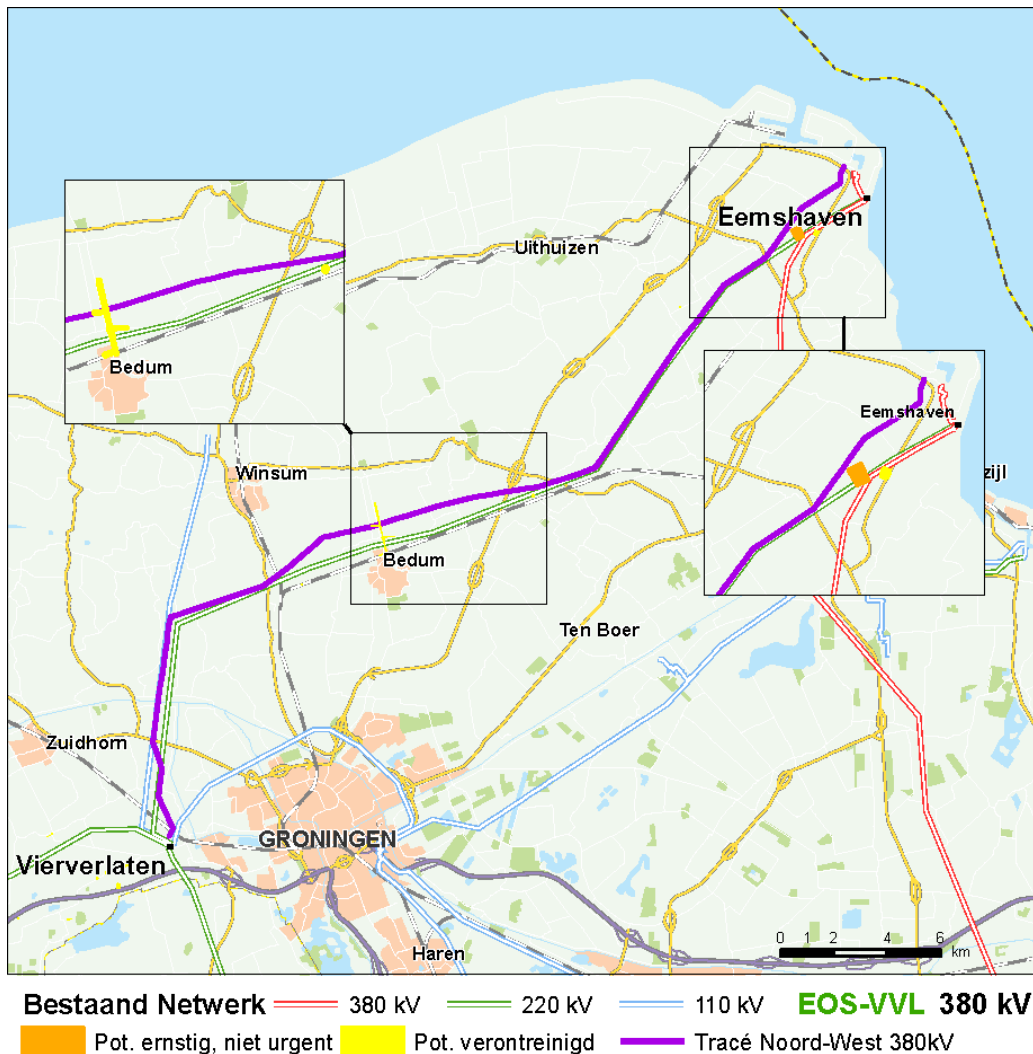 Eemshaven
Uithuizen
Bedum
Eemshaven
Winsum
zijl
Bedum
Ten Boer
Zuidhorn
GRONINGEN
Vierverlaten
Haren
0 2 4 6
km
Bestaand Netwerk 380 kV 220 kV 110 kV EOS-VVL 380 kV
Pot. ernstig, niet urgent Pot. verontreinigd Tracé Noord-West 380kV